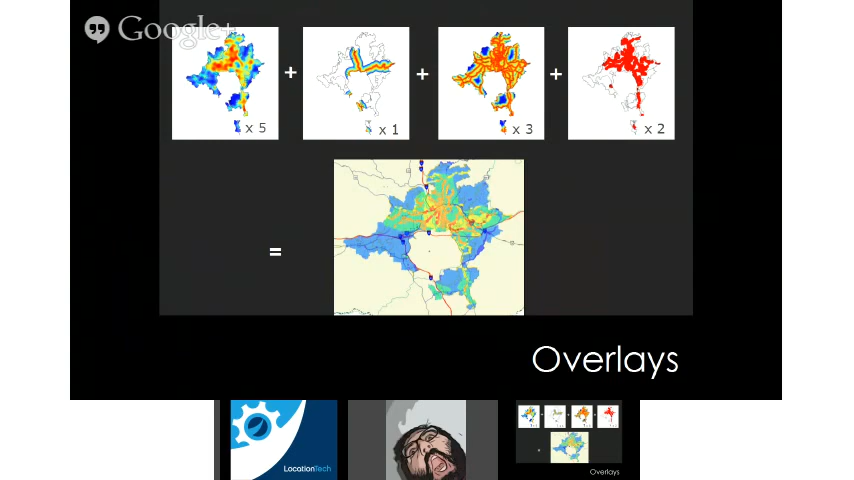 Google+
+
+
+
x 5
x 1
x 3
x 2
=
Overlays
LocationTech
Overlays